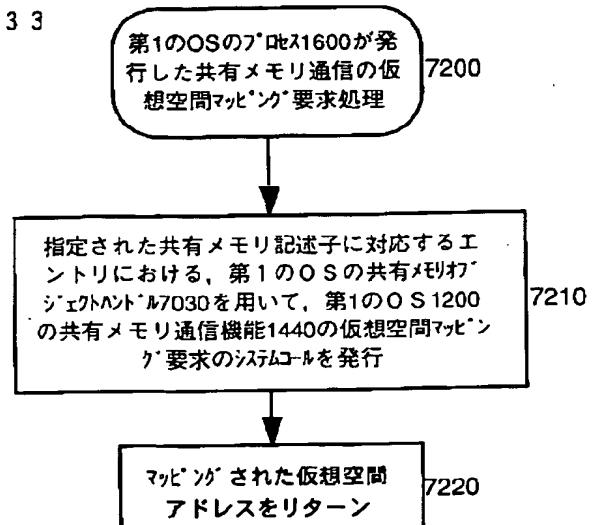 ３３
第1のOSのﾌﾟﾛｾｽ1600が発
行した共有メモリ通信の仮
想空間ﾏｯﾋﾟﾝｸﾞ要求処理
7200
指定された共有メモリ記述子に対応するエ
ントリにおける，第1のOSの共有ﾒﾓﾘｵﾌﾞ
ｼﾞｪｸﾄﾊﾝﾄﾞﾙ7030を用いて，第1のＯＳ1200
の共有メモリ通信機能1440の仮想空間ﾏｯﾋﾟﾝ
ｸﾞ要求のｼｽﾃﾑｺｰﾙを発行
7210
ﾏｯﾋﾟﾝｸﾞされた仮想空間
アドレスをリターン
7220